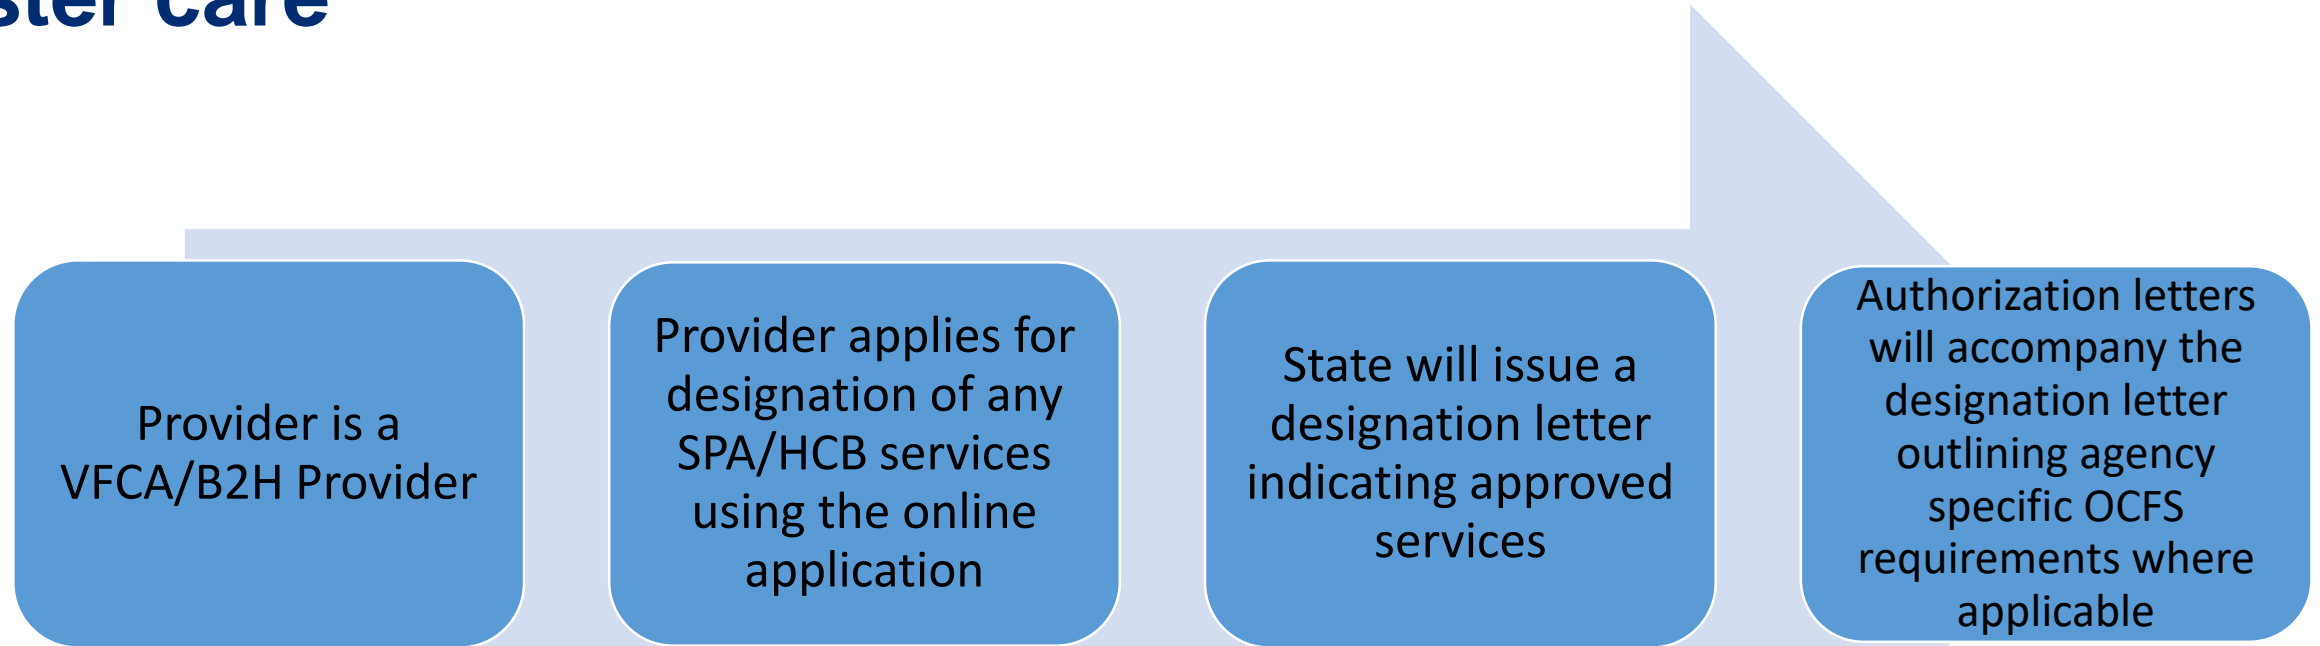 care
Provider is a
VFCA/B2H Provider
Provider applies for
designation of any
SPA/HCB services
using the online
application
State will issue a
designation letter
indicating approved
services
Authorization letters
will accompany the
designation letter
outlining agency
specific OCFS
requirements where
applicable